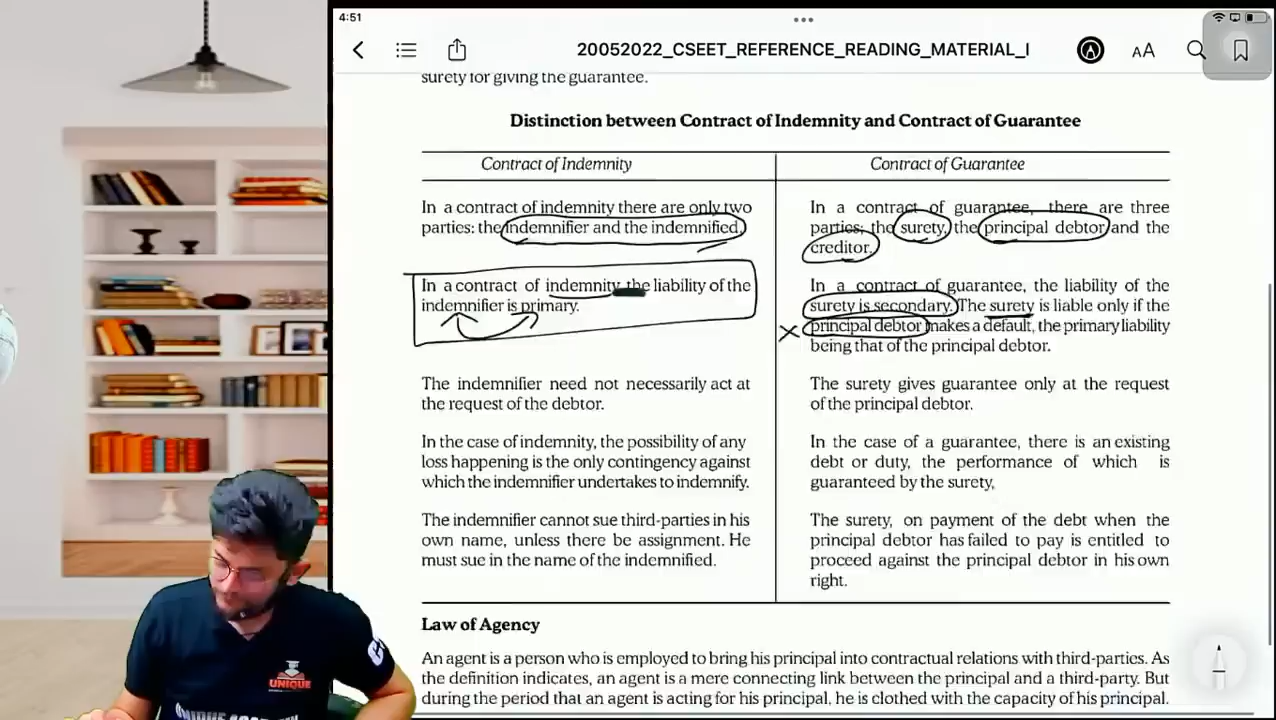 4:51
20052022_CSEET_REFERENCE_READING_MATERIAL_I
AA
surety for giving the guarantee.
Distinction between Contract of Indemnity and Contract of Guarantee
Contract of Indemnity
Contract of Guarantee
In a contract of indemnity there are only two
parties: the indemnifier and the indemnified.
In a contract of guarantee, there are three
parties; the surety, the principal debtor and the
creditor.
In a contract of indemnity the liability of the
indemnifier is primary.
In a contract of guarantee, the liability of the
surety is secondary. The surety is liable only if the
principal debtor makes a default, the primary liability
being that of the principal debtor.
The indemnifier need not necessarily act at
the request of the debtor.
The surety gives guarantee only at the request
of the principal debtor.
In the case of indemnity, the possibility of any
loss happening is the only contingency against
which the indemnifier undertakes to indemnify.
In the case of a guarantee, there is an existing
debt or duty, the performance of which is
guaranteed by the surety,
The indemnifier cannot sue third-parties in his
own name, unless there be assignment. He
must sue in the name of the indemnified.
The surety, on payment of the debt when the
principal debtor has failed to pay is entitled to
proceed against the principal debtor in his own
right.
Law of Agency
An agent is a person who is employed to bring his principal into contractual relations with third-parties. As
the definition indicates, an agent is a mere connecting link between the principal and a third-party. But
during the period that an agent is acting for his principal, he is clothed with the capacity of his principal.
UNIQUE